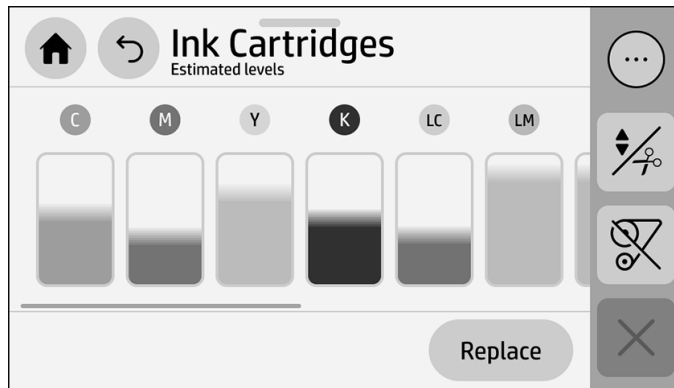 Ink Cartridges
Estimated levels
C M Y K LC LM
Replace